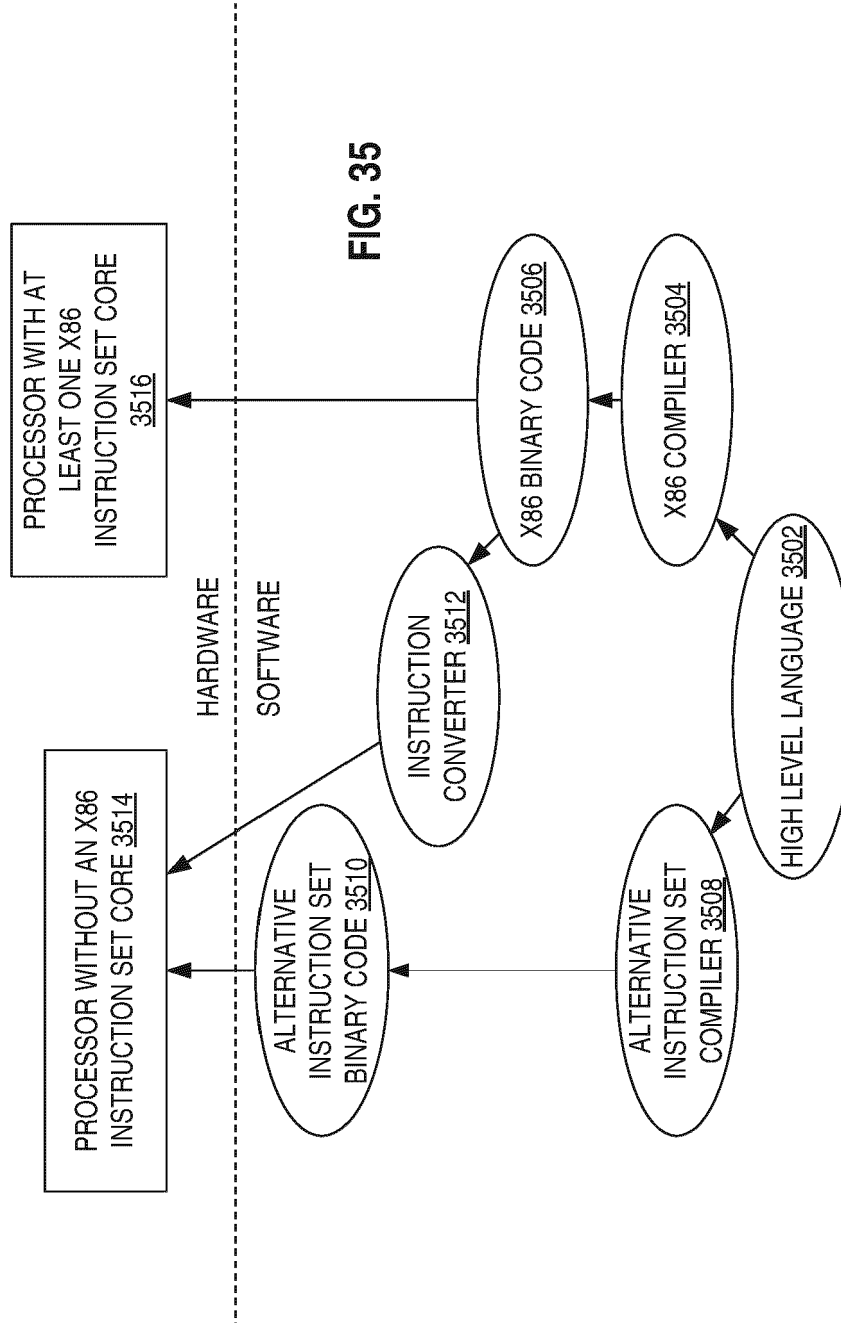 PROCESSOR WITHOUT AN X86
INSTRUCTION SET CORE 3514
PROCESSOR WITH AT
LEAST ONE X86
INSTRUCTION SET CORE
3516
HARDWARE
SOFTWARE
ALTERNATIVE
INSTRUCTION SET
BINARY CODE 3510
INSTRUCTION
CONVERTER 3512
FIG. 35
X86 BINARY CODE 3506
ALTERNATIVE
INSTRUCTION SET
COMPILER 3508
X86 COMPILER 3504
HIGH LEVEL LANGUAGE 3502